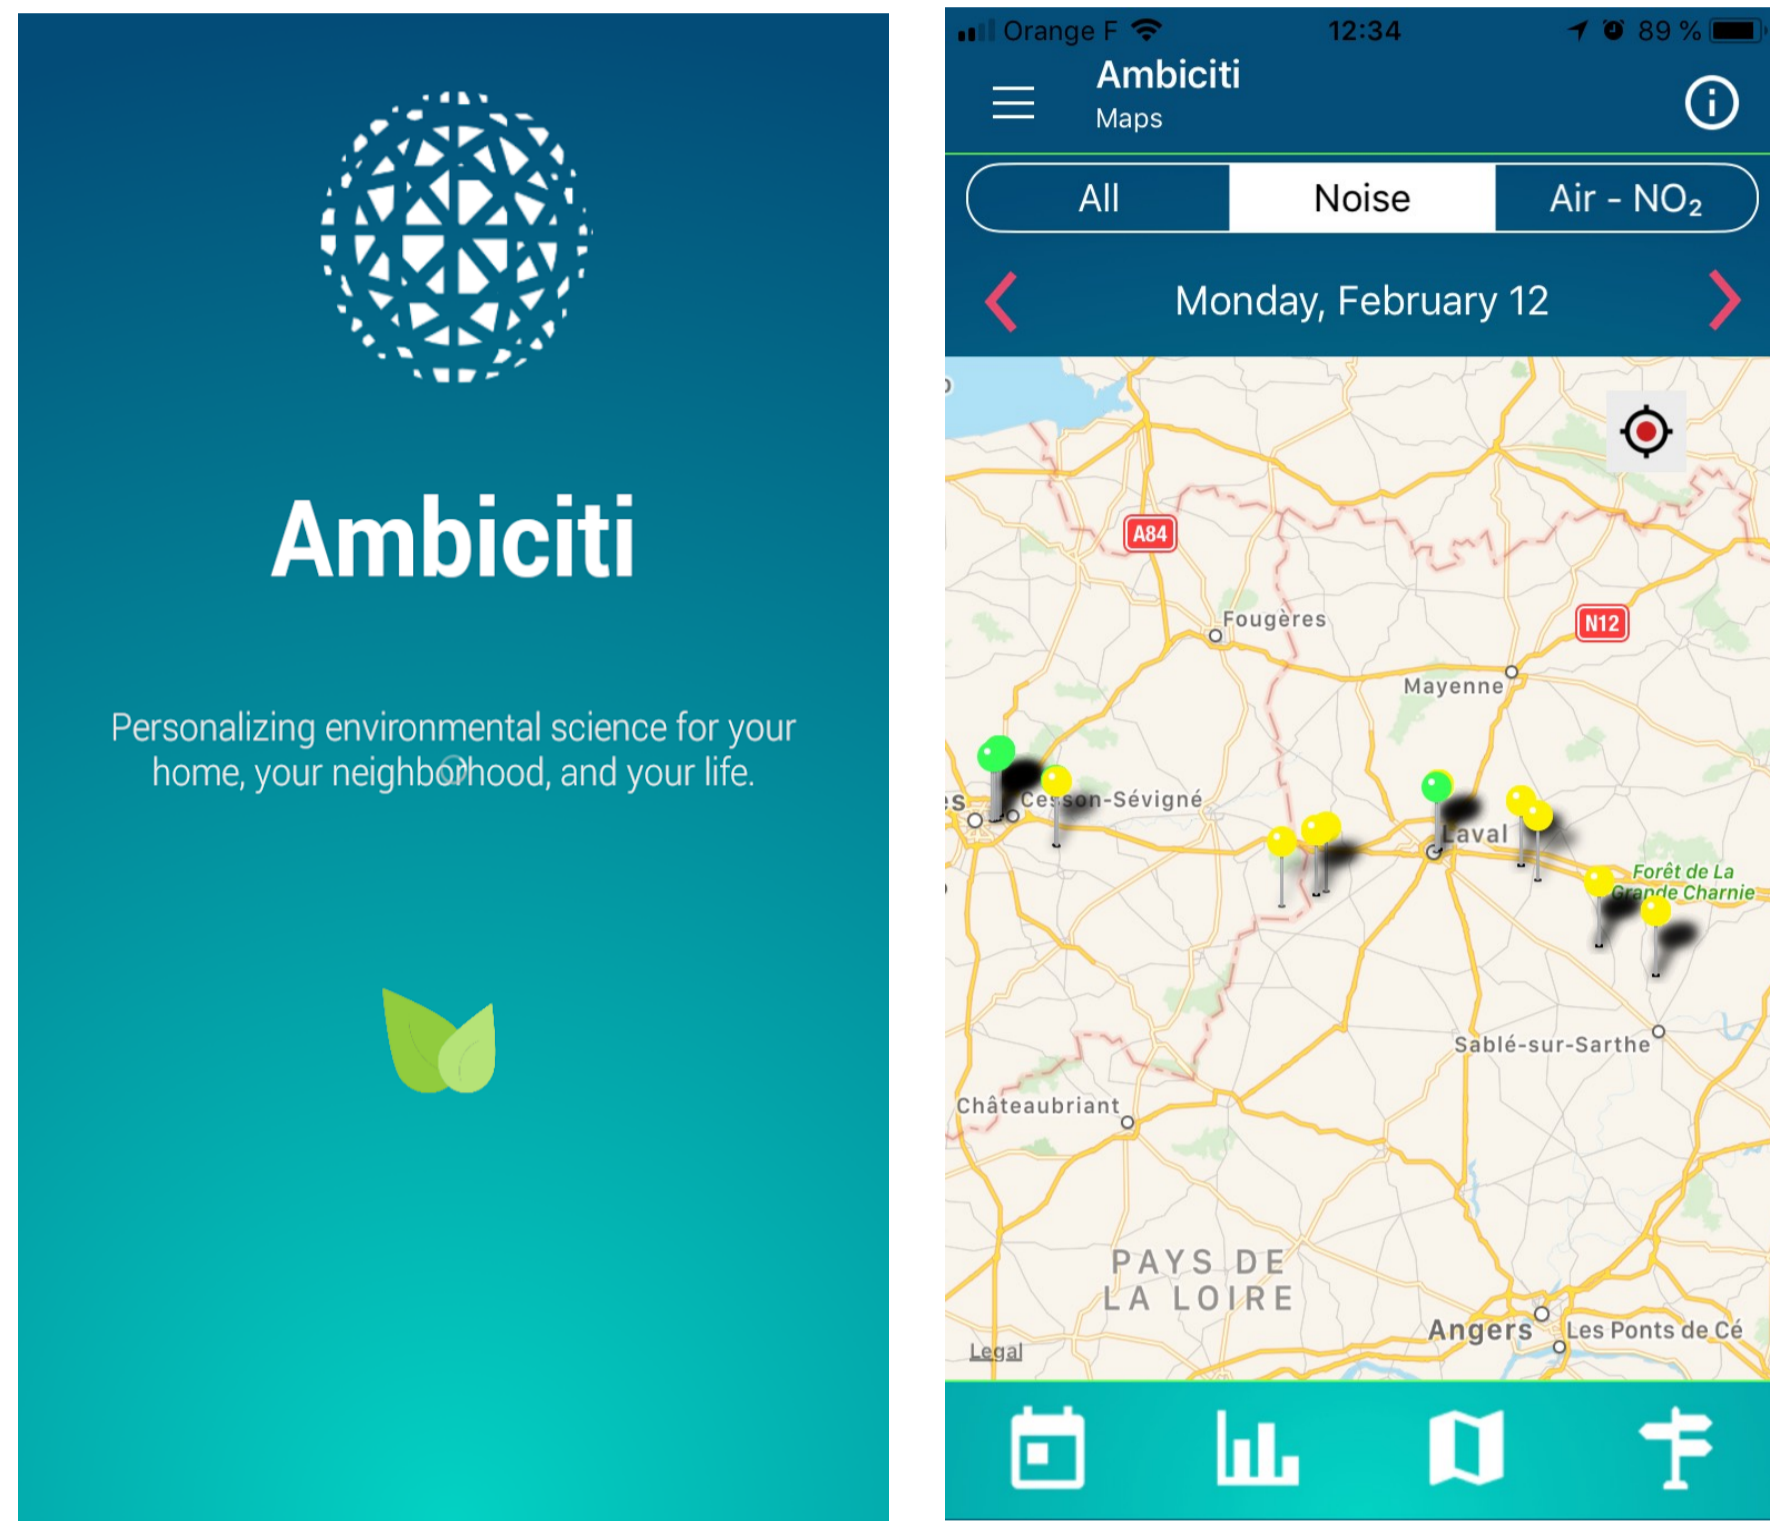 Ambiciti
Personalizing environmental science for your
home, your neighborhood, and your life.
Orange F 12:34 89 %
Ambiciti
Maps
All Noise Air - NO₂
Monday, February 12
A84
Fougères
N12
Mayenne
es
Cesson-Sévigné
Laval
Forêt de La
Grande Charnie
Sablé-sur-Sarthe
Châteaubriant
PAYS DE
LA LOIRE
Angers
Les Ponts de Cé
Legal